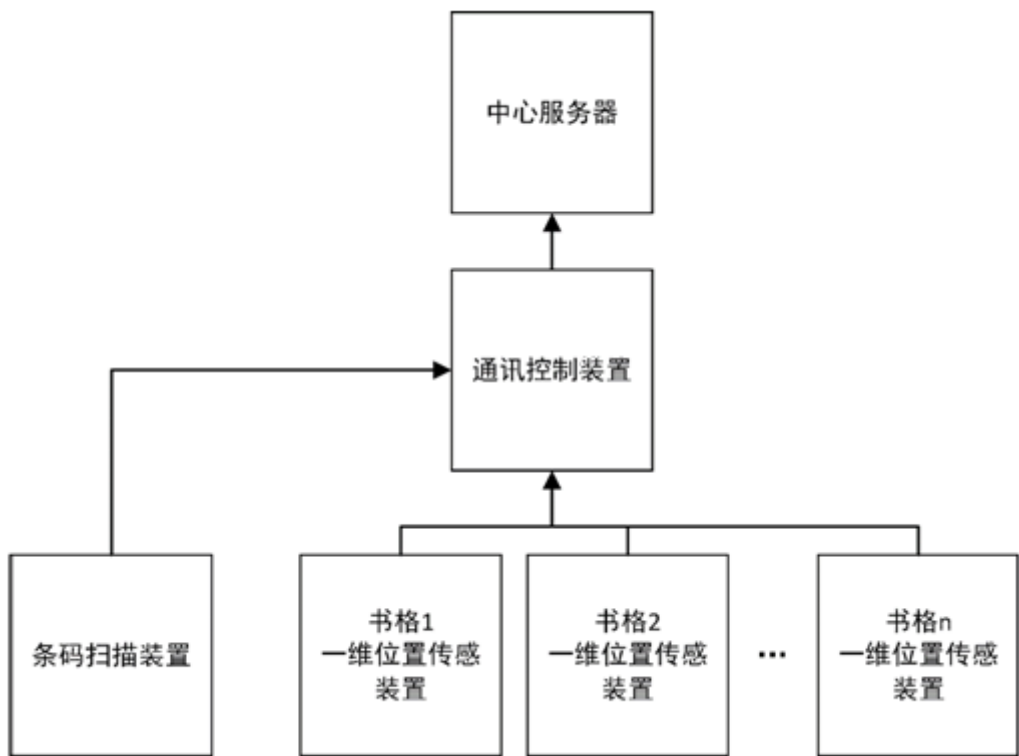 中心服务器
通讯控制装置
条码扫描装置
书格1
一维位置传感
装置
书格2
一维位置传感
装置
...
书格n
一维位置传感
装置